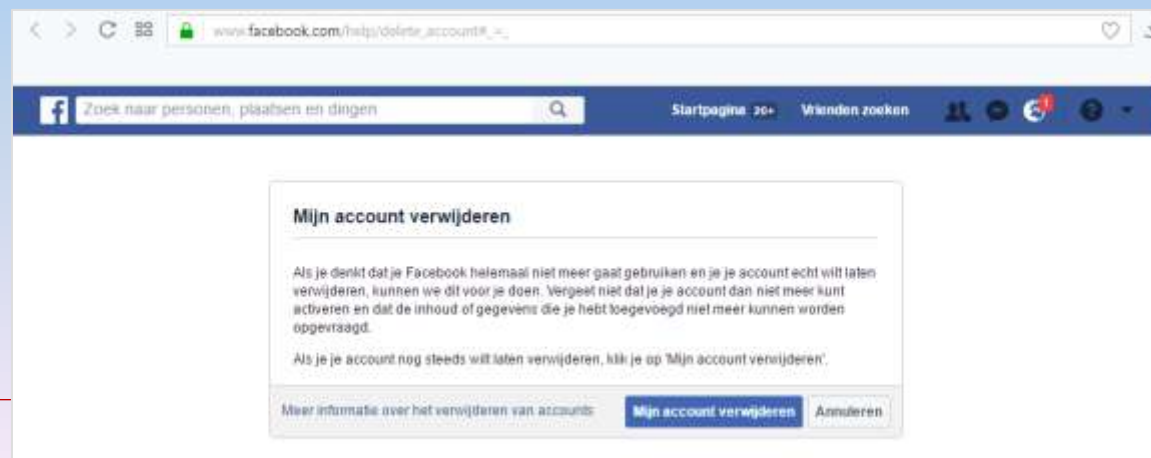 www.facebook.com/help/delete_account#_=_
Zoek naar personen, plaatsen en dingen
Startpagina 20+ Vrienden zoeken
Mijn account verwijderen
Als je denkt dat je Facebook helemaal niet meer gaat gebruiken en je je account echt wilt laten
verwijderen, kunnen we dit voor je doen. Vergeet niet dat je je account dan niet meer kunt
activeren en dat de inhoud of gegevens die je hebt toegevoegd niet meer kunnen worden
opgevraagd.
Als je je account nog steeds wilt laten verwijderen, klik je op 'Mijn account verwijderen'.
Meer informatie over het verwijderen van accounts Mijn account verwijderen Annuleren